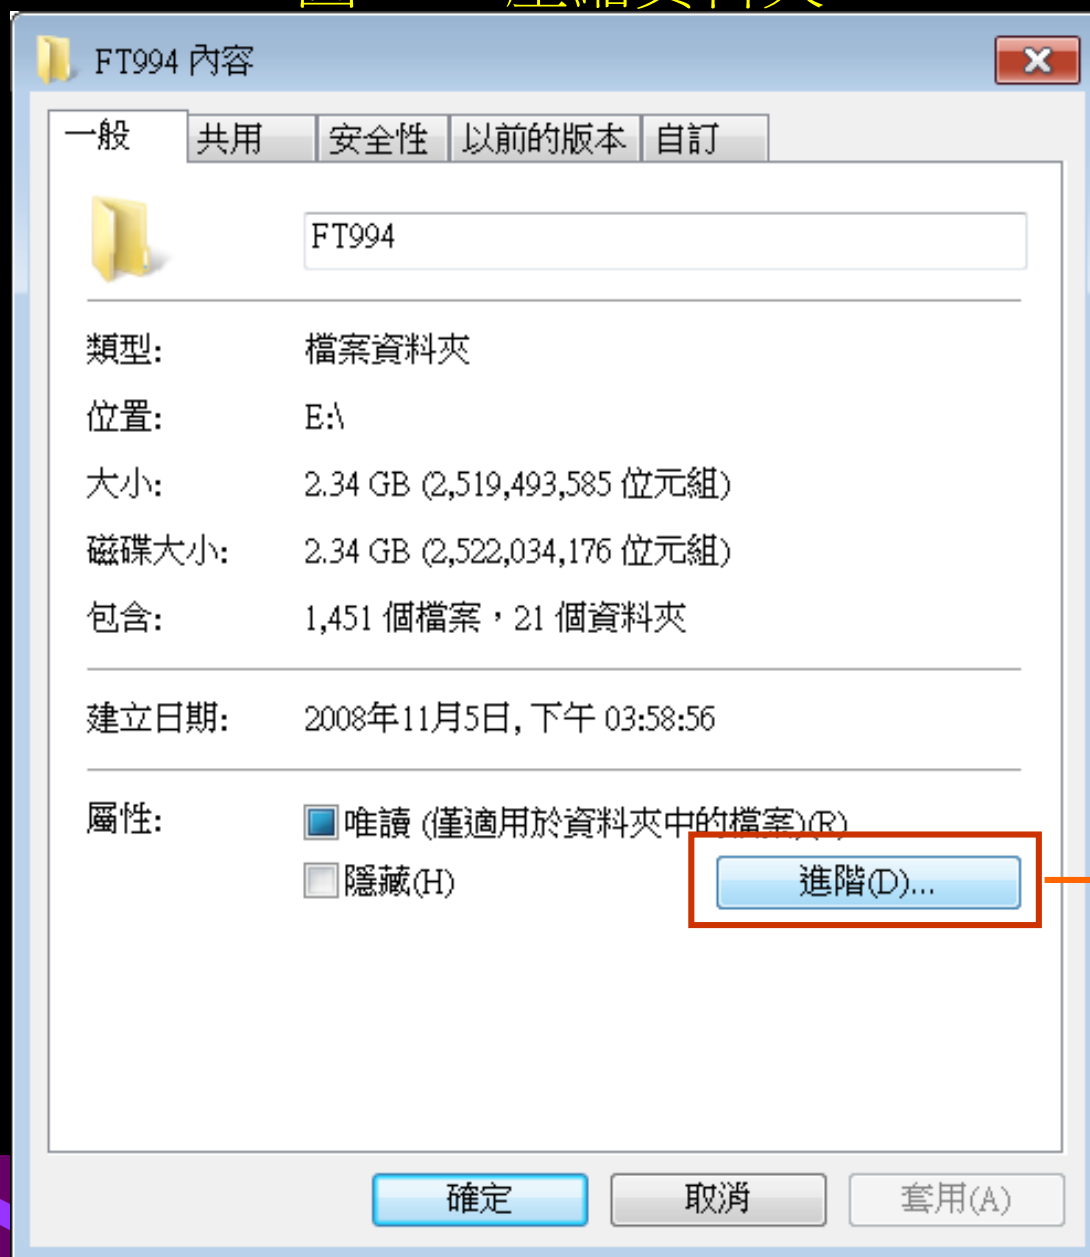 FT994 內容
一般 共用 安全性 以前的版本 自訂
FT994
類型: 檔案資料夾
位置: E:\
大小: 2.34 GB (2,519,493,585 位元組)
磁碟大小: 2.34 GB (2,522,034,176 位元組)
包含: 1,451 個檔案，21 個資料夾
建立日期: 2008年11月5日, 下午 03:58:56
屬性: 唯讀 (僅適用於資料夾中的檔案)(R)
隱藏(H) 進階(D)...
確定 取消 套用(A)